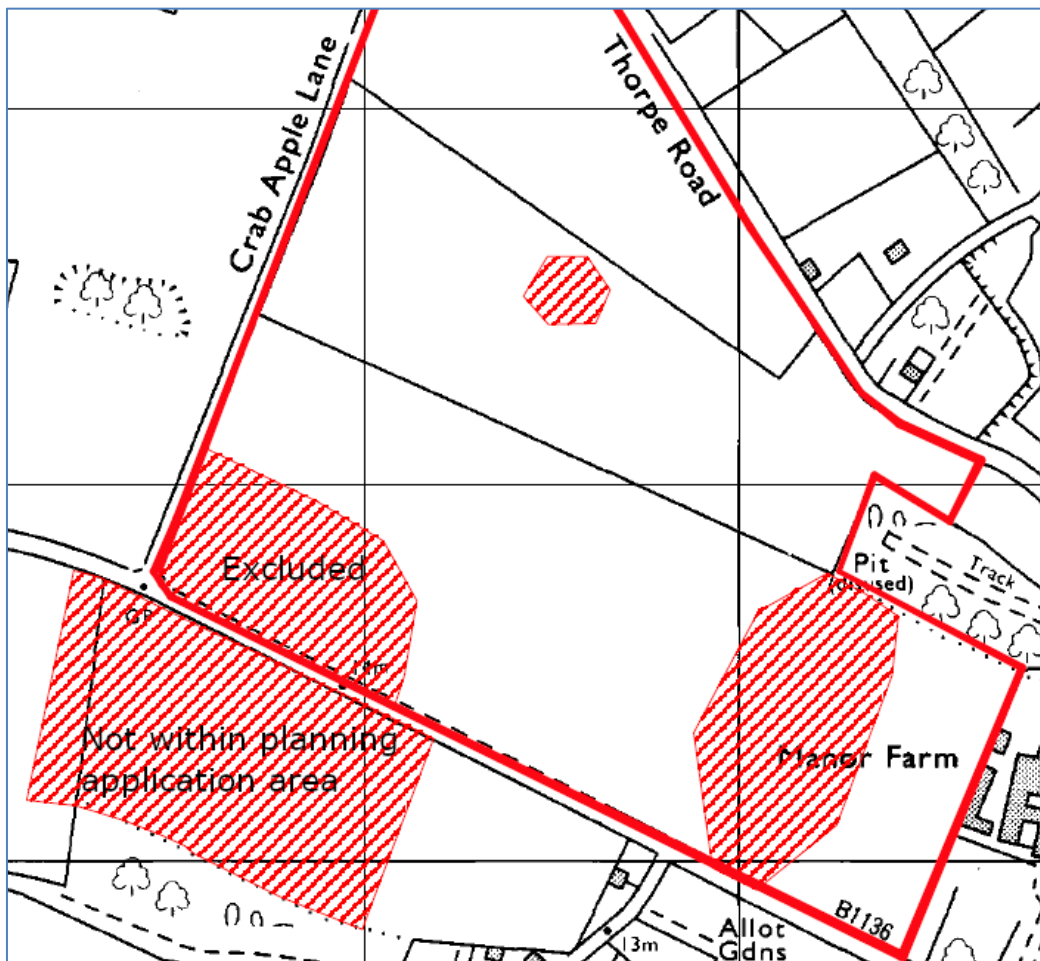 Crab Apple Lane
Thorpe Road
Excluded
Pit
(disused)
Track
GP
18m
Not within planning
application area
Manor Farm
B1136
Allot
Gdns
13m